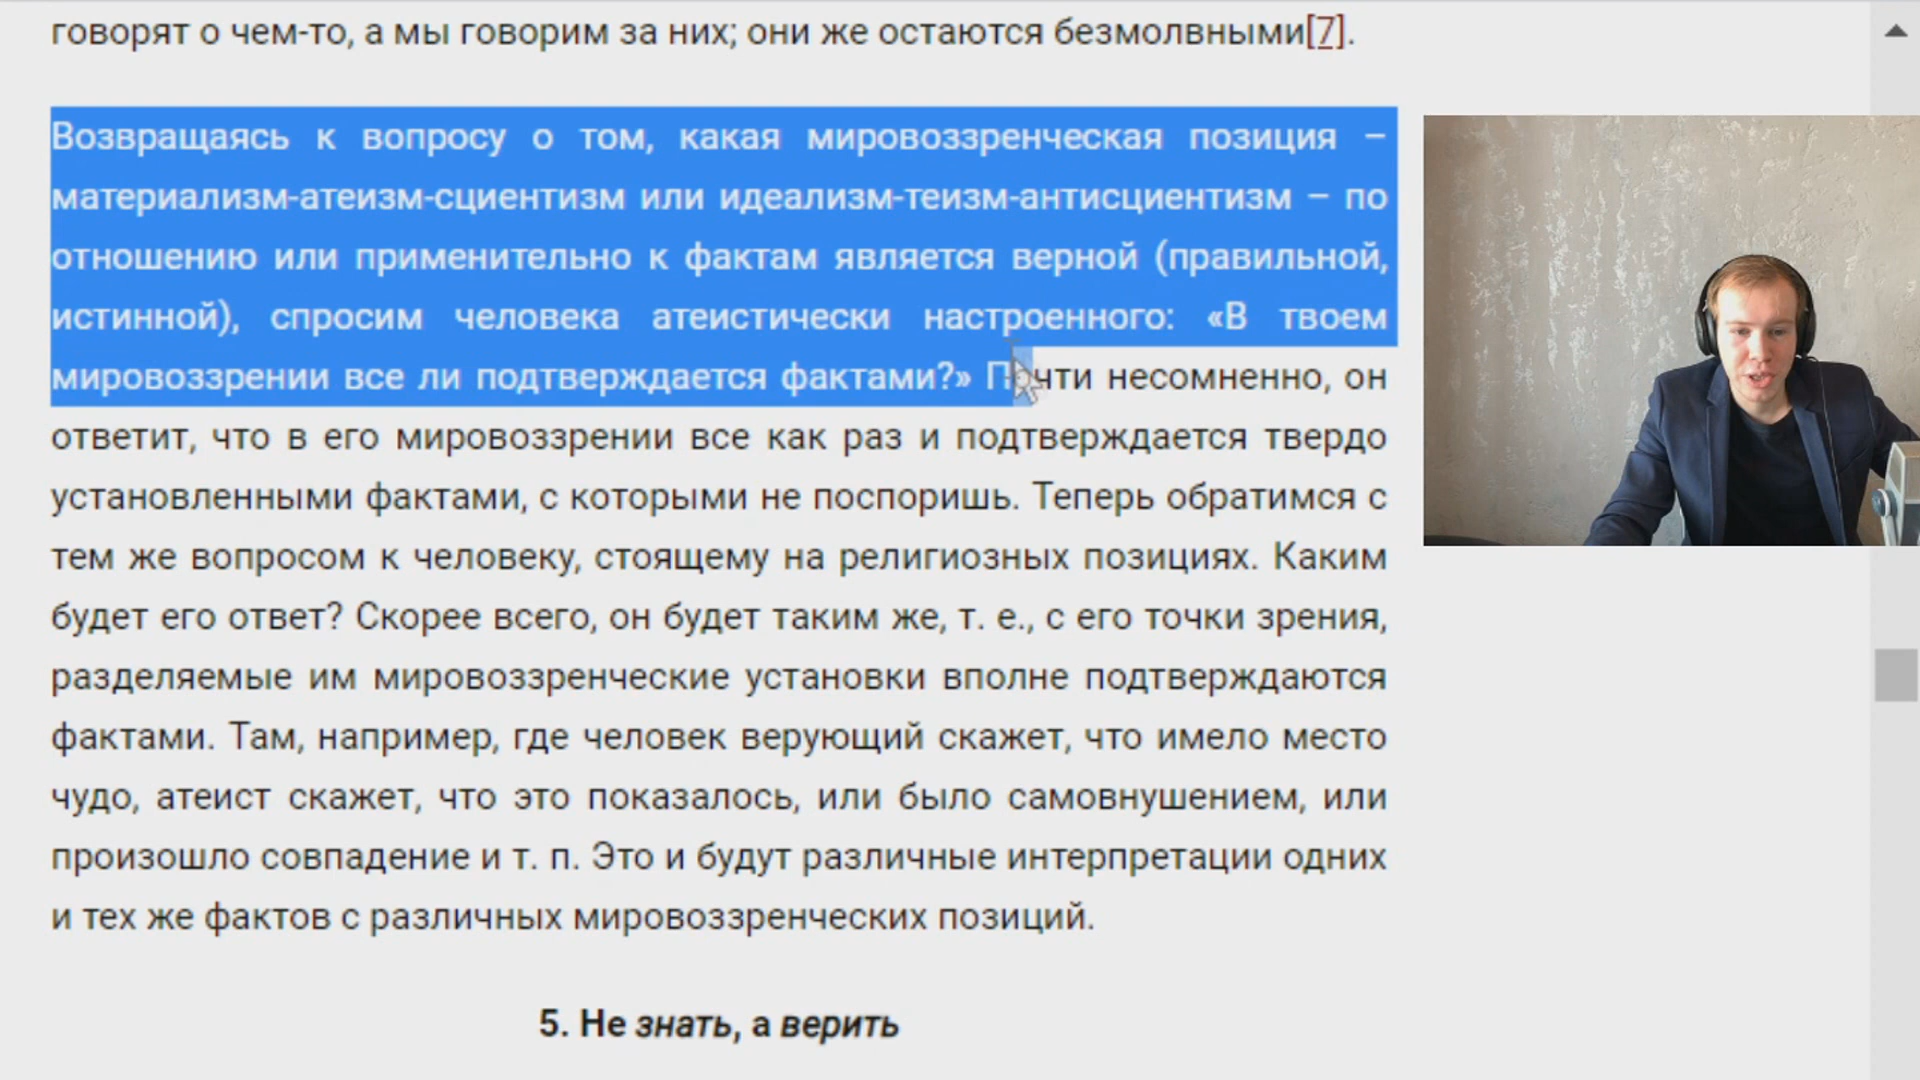 говорят о чем-то, а мы говорим за них; они же остаются безмолвными[7].
Возвращаясь к вопросу о том, какая мировоззренческая позиция –
материализм-атеизм-сциентизм или идеализм-теизм-антисциентизм – по
отношению или применительно к фактам является верной (правильной,
истинной), спросим человека атеистически настроенного: «В твоем
мировоззрении все ли подтверждается фактами?» Почти несомненно, он
ответит, что в его мировоззрении все как раз и подтверждается твердо
установленными фактами, с которыми не поспоришь. Теперь обратимся с
тем же вопросом к человеку, стоящему на религиозных позициях. Каким
будет его ответ? Скорее всего, он будет таким же, т. е., с его точки зрения,
разделяемые им мировоззренческие установки вполне подтверждаются
фактами. Там, например, где человек верующий скажет, что имело место
чудо, атеист скажет, что это показалось, или было самовнушением, или
произошло совпадение и т. п. Это и будут различные интерпретации одних
и тех же фактов с различных мировоззренческих позиций.
5. Не знать, а верить